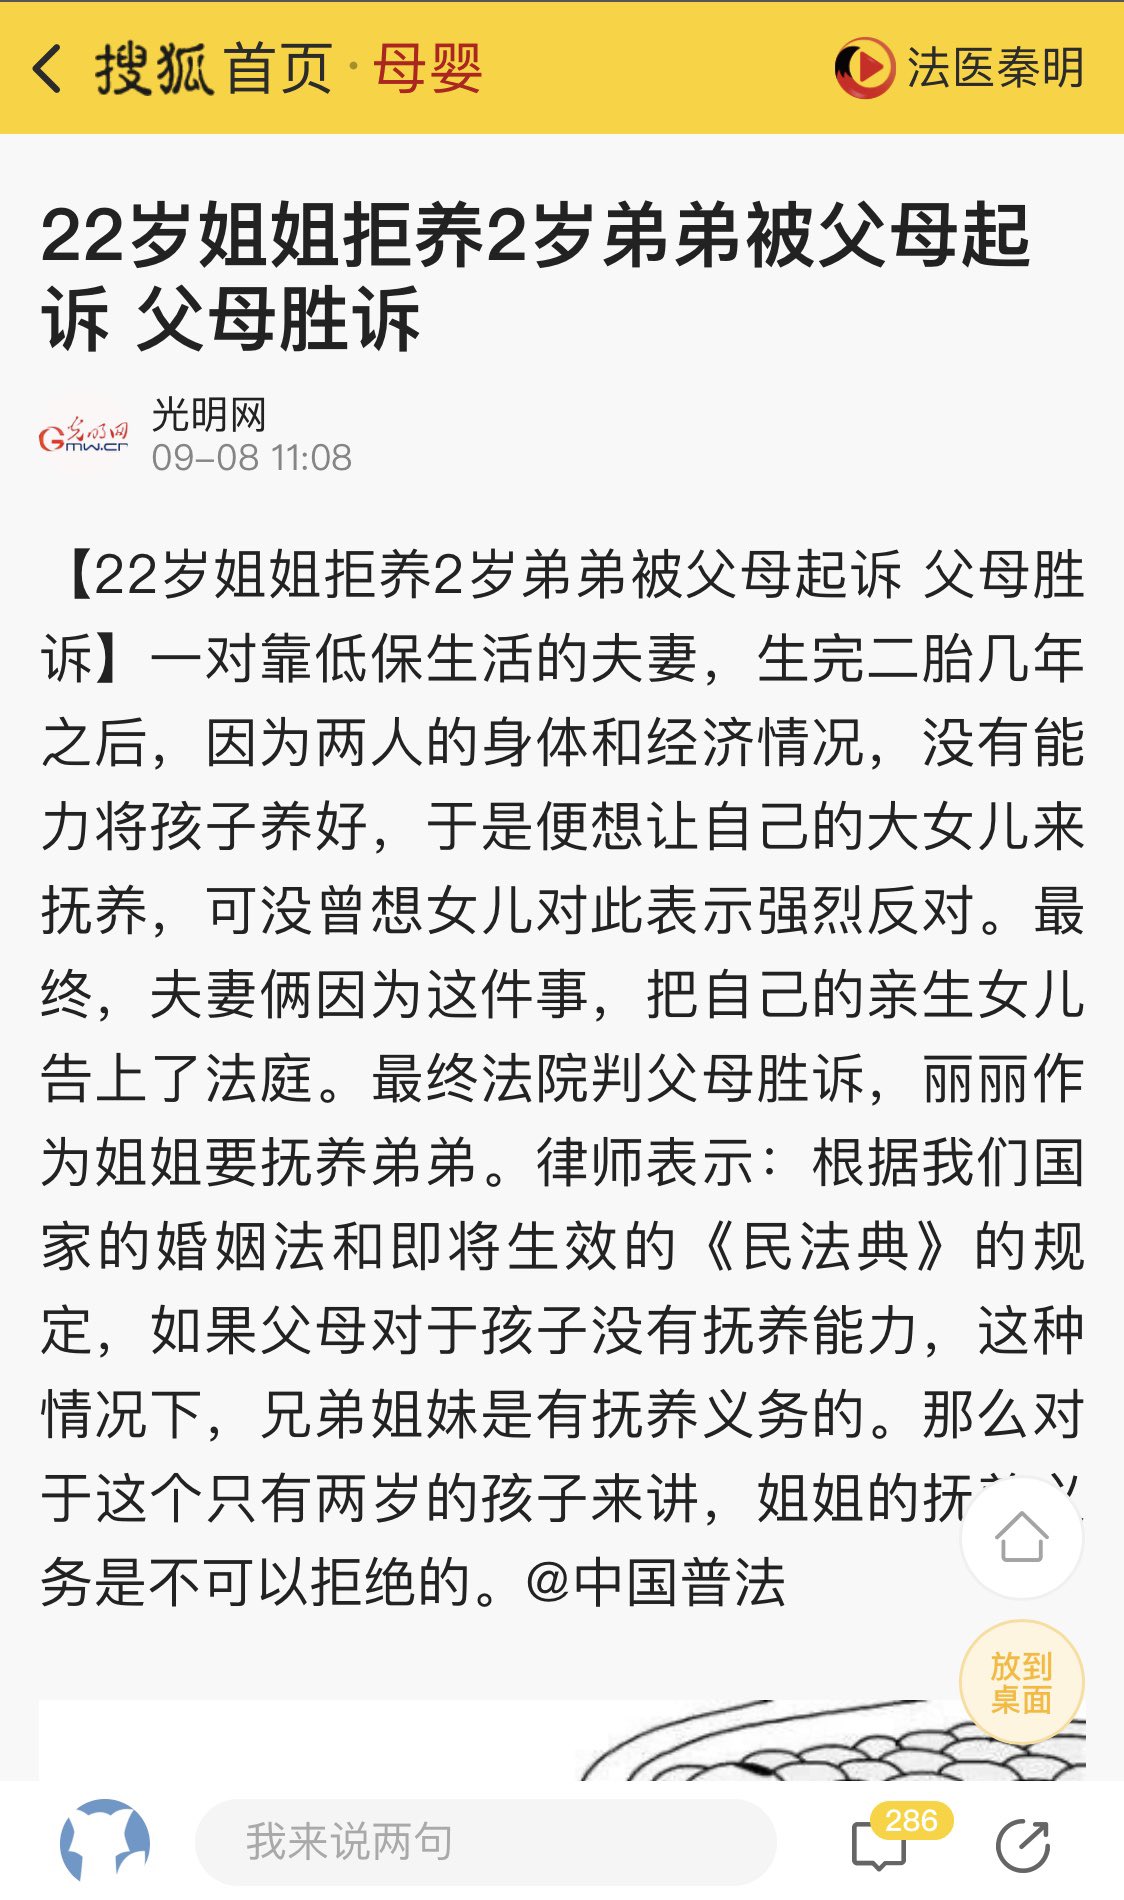 搜狐首页·母婴
法医秦明
22岁姐姐拒养2岁弟弟被父母起
诉 父母胜诉
光明网
光明网
Gmw.cn
09-08 11:08
【22岁姐姐拒养2岁弟弟被父母起诉 父母胜
诉】一对靠低保生活的夫妻，生完二胎几年
之后，因为两人的身体和经济情况，没有能
力将孩子养好，于是便想让自己的大女儿来
抚养，可没曾想女儿对此表示强烈反对。最
终，夫妻俩因为这件事，把自己的亲生女儿
告上了法庭。最终法院判父母胜诉，丽丽作
为姐姐要抚养弟弟。律师表示：根据我们国
家的婚姻法和即将生效的《民法典》的规
定，如果父母对于孩子没有抚养能力，这种
情况下，兄弟姐妹是有抚养义务的。那么对
于这个只有两岁的孩子来讲，姐姐的抚养义
务是不可以拒绝的。@中国普法
放到
桌面
我来说两句
286